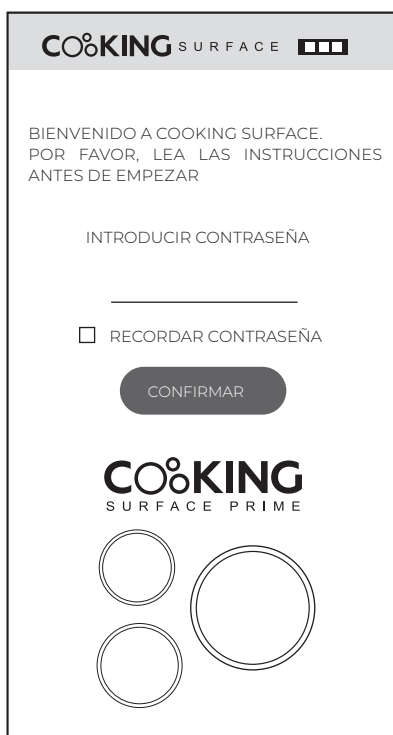 COOKING SURFACE
BIENVENIDO A COOKING SURFACE.
POR FAVOR, LEA LAS INSTRUCCIONES
ANTES DE EMPEZAR
INTRODUCIR CONTRASEÑA
RECORDAR CONTRASEÑA
CONFIRMAR
COOKING
SURFACE PRIME